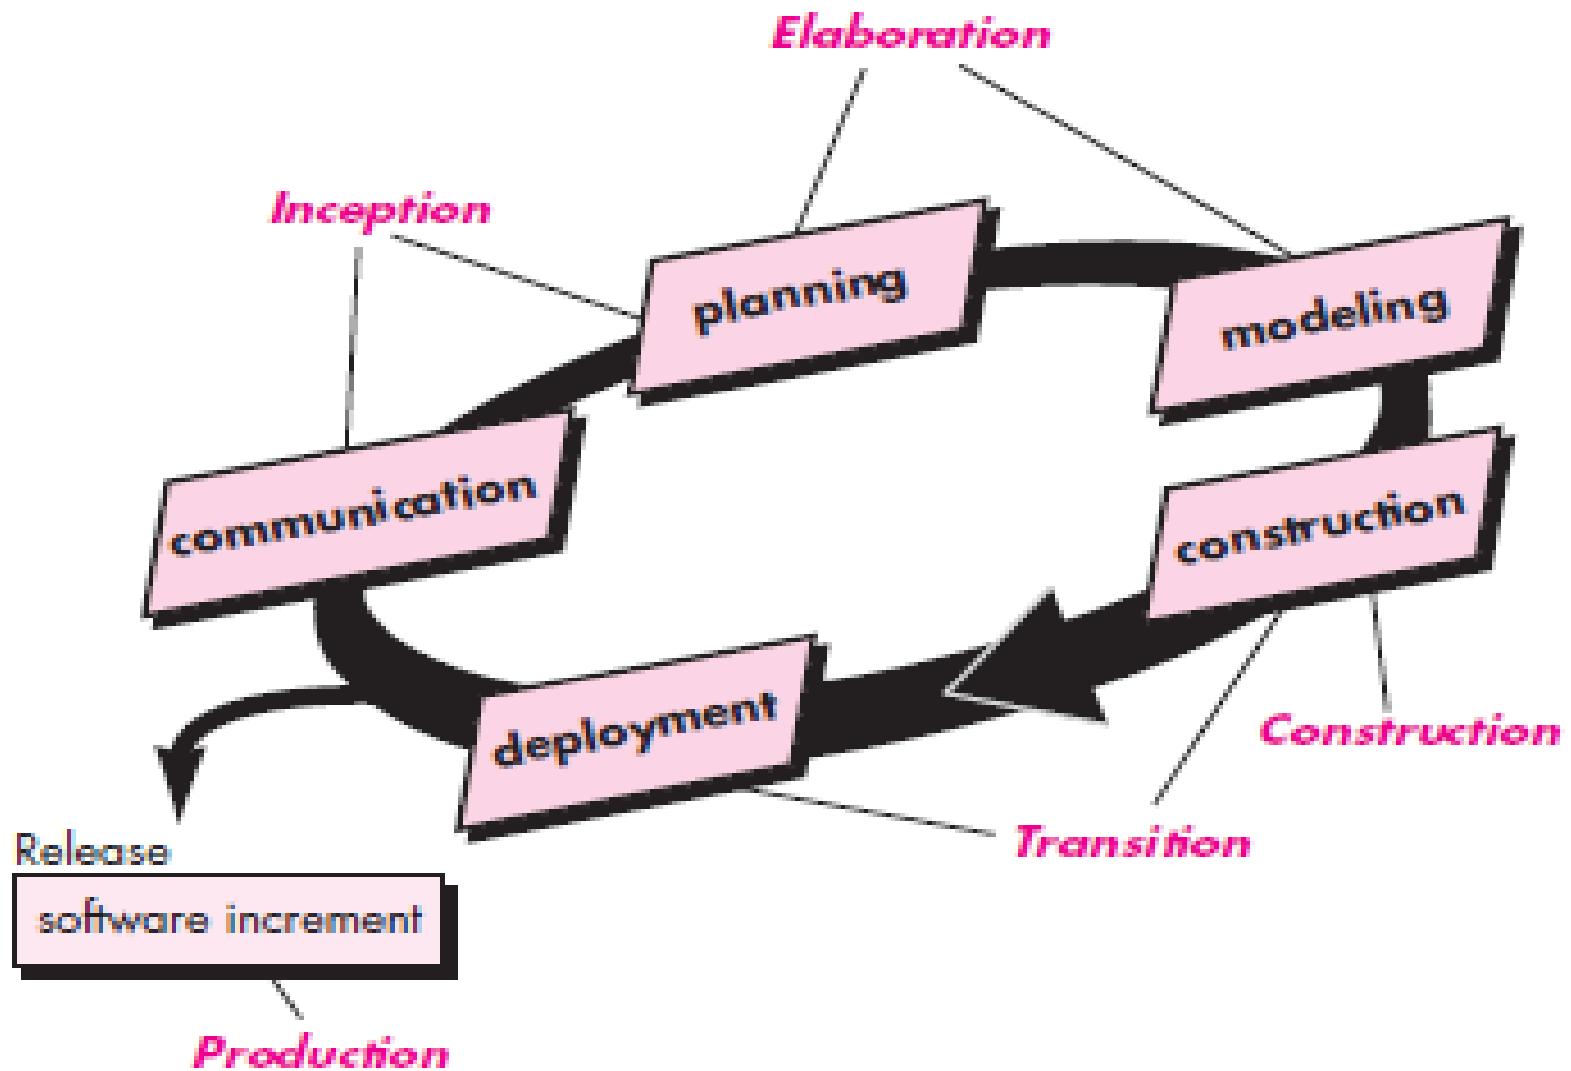 Elaboration
Inception
planning
modeling
communication
construction
deployment
Construction
Transition
Release
software increment
Production